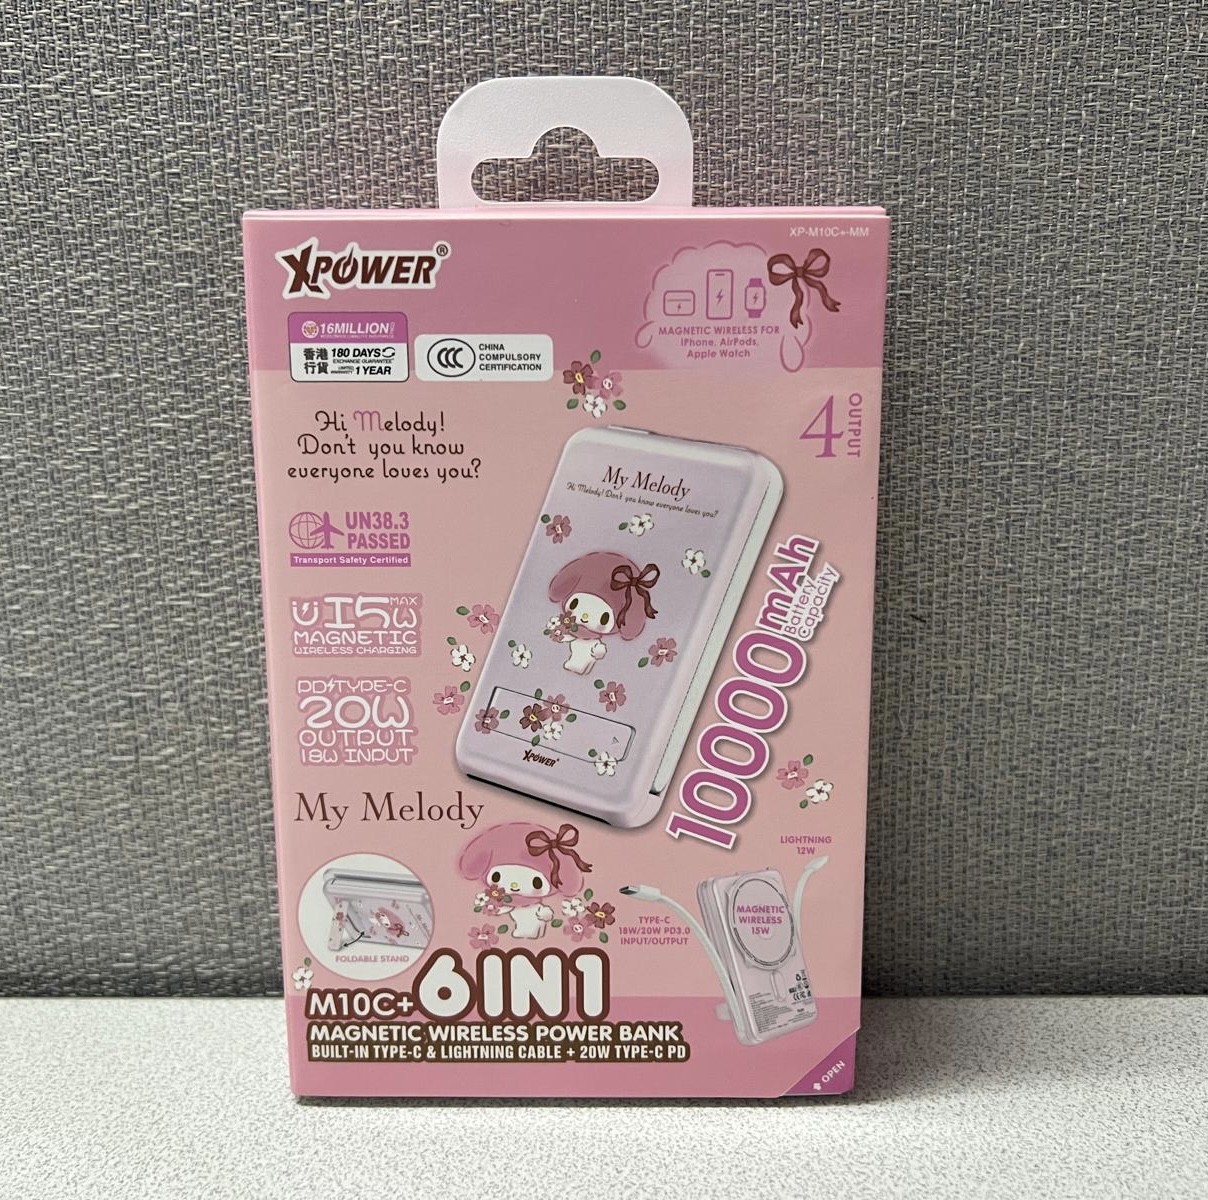 XP-M10C+-MM
XPOWER®
16MILLION
香港
行貨
180 DAYS
EXCHANGE GUARANTEE
LIMITED WARRANTY 1 YEAR
CCC
CHINA
COMPULSORY
CERTIFICATION
MAGNETIC WIRELESS FOR
iPhone, AirPods,
Apple Watch
4
OUTPUT
Hi Melody!
Don't you know
everyone loves you?
UN38.3
PASSED
Transport Safety Certified
15W MAX
MAGNETIC
WIRELESS CHARGING
PD TYPE-C
20W
OUTPUT
18W INPUT
My Melody
Hi Melody! Don't you know everyone loves you?
XPOWER
10000mAh
Battery
Capacity
My Melody
FOLDABLE STAND
LIGHTNING
12W
TYPE-C
18W/20W PD3.0
INPUT/OUTPUT
MAGNETIC
WIRELESS
15W
M10C+ 6IN1
MAGNETIC WIRELESS POWER BANK
BUILT-IN TYPE-C & LIGHTNING CABLE + 20W TYPE-C PD
OPEN